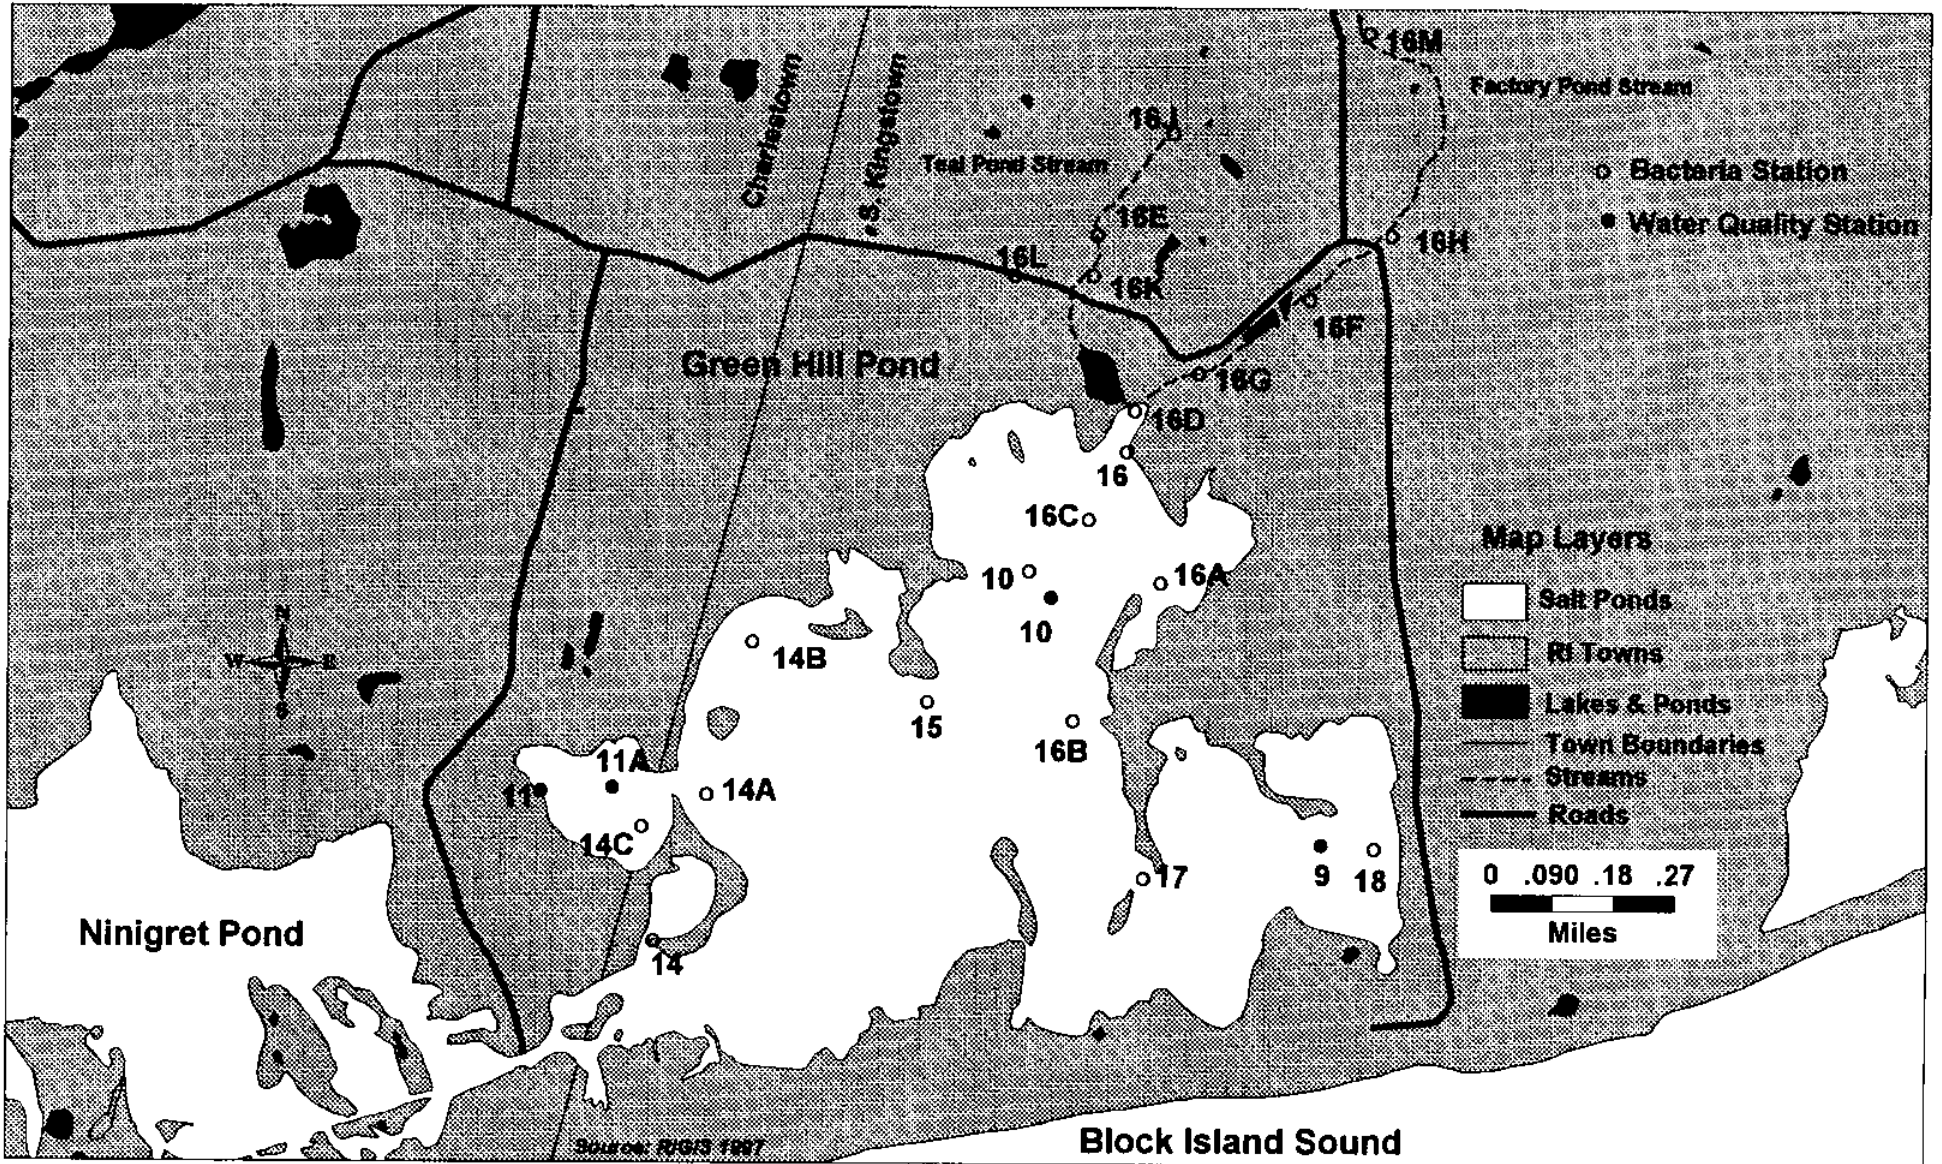 16M
Factory Pond Stream
Charlestown
S. Kingstown
16J
Teal Pond Stream
Bacteria Station
16E
Water Quality Station
16H
16L
16K
16F
Green Hill Pond
16G
16D
16
16C
Map Layers
10
16A
Salt Ponds
N
10
W E
14B
RI Towns
S
15
Lakes & Ponds
16B
Town Boundaries
11A
Streams
11
14A
Roads
14C
17
9
18
0 .090 .18 .27
Miles
Ninigret Pond
14
Source: RIGIS 1997
Block Island Sound